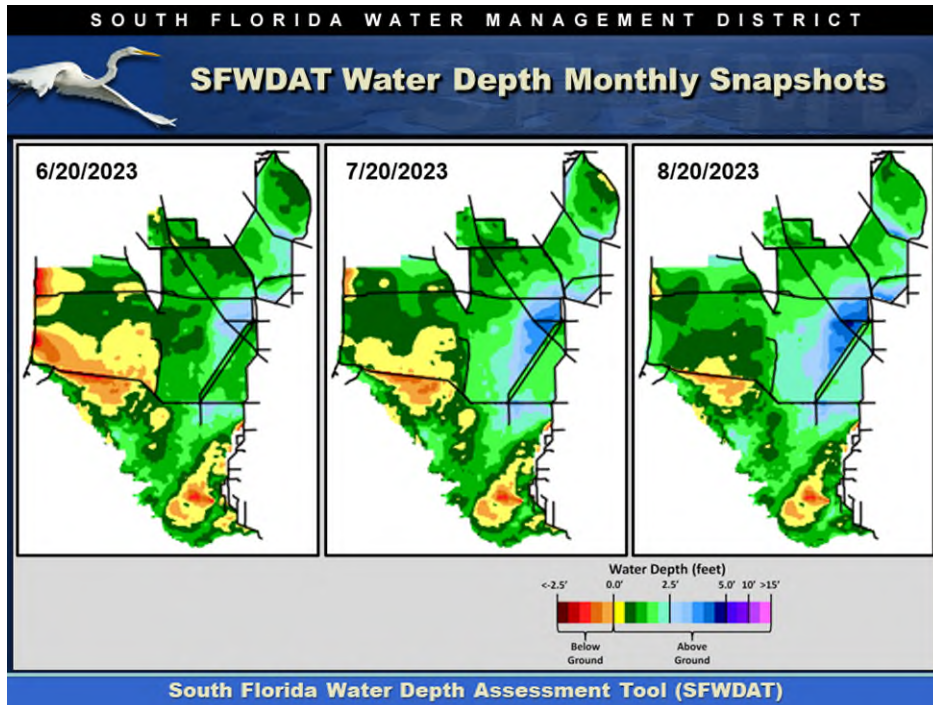 SOUTH FLORIDA WATER MANAGEMENT DISTRICT
SFWDAT Water Depth Monthly Snapshots
6/20/2023 7/20/2023 8/20/2023
Water Depth (feet)
<-2.5' 0.0' 2.5' 5.0' 10' >15'
Below Above
Ground Ground
South Florida Water Depth Assessment Tool (SFWDAT)